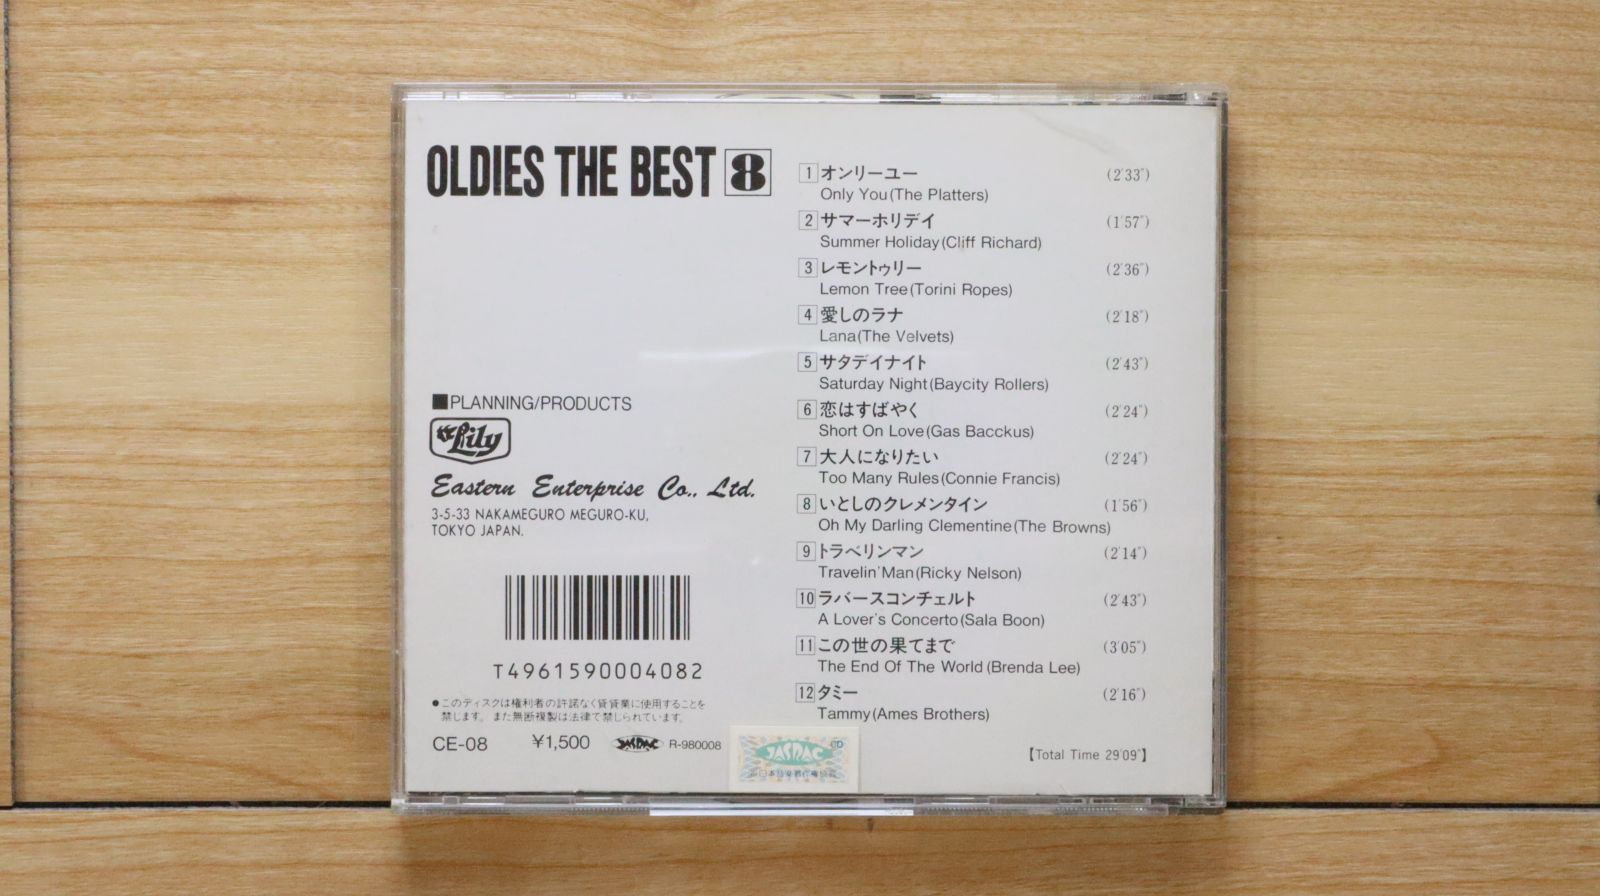 OLDIES THE BEST 8
■PLANNING/PRODUCTS
Lily
Eastern Enterprise Co., Ltd.
3-5-33 NAKAMEGURO MEGURO-KU,
TOKYO JAPAN.
T4961590004082
●このディスクは権利者の許諾なく賃貸業に使用することを
禁じます。また無断複製は法律で禁じられています。
CE-08 ¥1,500 JASRAC R-980008
1 オンリーユー (2'33")
Only You(The Platters)
2 サマーホリデイ (1'57")
Summer Holiday(Cliff Richard)
3 レモントゥリー (2'36")
Lemon Tree(Torini Ropes)
4 愛しのラナ (2'18")
Lana(The Velvets)
5 サタデイナイト (2'43")
Saturday Night(Baycity Rollers)
6 恋はすばやく (2'24")
Short On Love(Gas Bacckus)
7 大人になりたい (2'24")
Too Many Rules(Connie Francis)
8 いとしのクレメンタイン (1'56")
Oh My Darling Clementine(The Browns)
9 トラベリンマン (2'14")
Travelin'Man(Ricky Nelson)
10 ラバースコンチェルト (2'43")
A Lover's Concerto(Sala Boon)
11 この世の果てまで (3'05")
The End Of The World(Brenda Lee)
12 タミー (2'16")
Tammy(Ames Brothers)
【Total Time 29'09"】
JASRAC CD